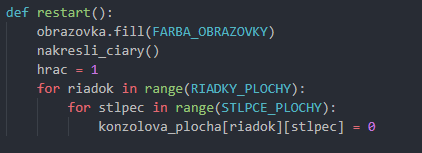 def restart():
    obrazovka.fill(FARBA_OBRAZOVKY)
    nakresli_ciary()
    hrac = 1
    for riadok in range(RIADKY_PLOCHY):
        for stlpec in range(STLPCE_PLOCHY):
            konzolova_plocha[riadok][stlpec] = 0